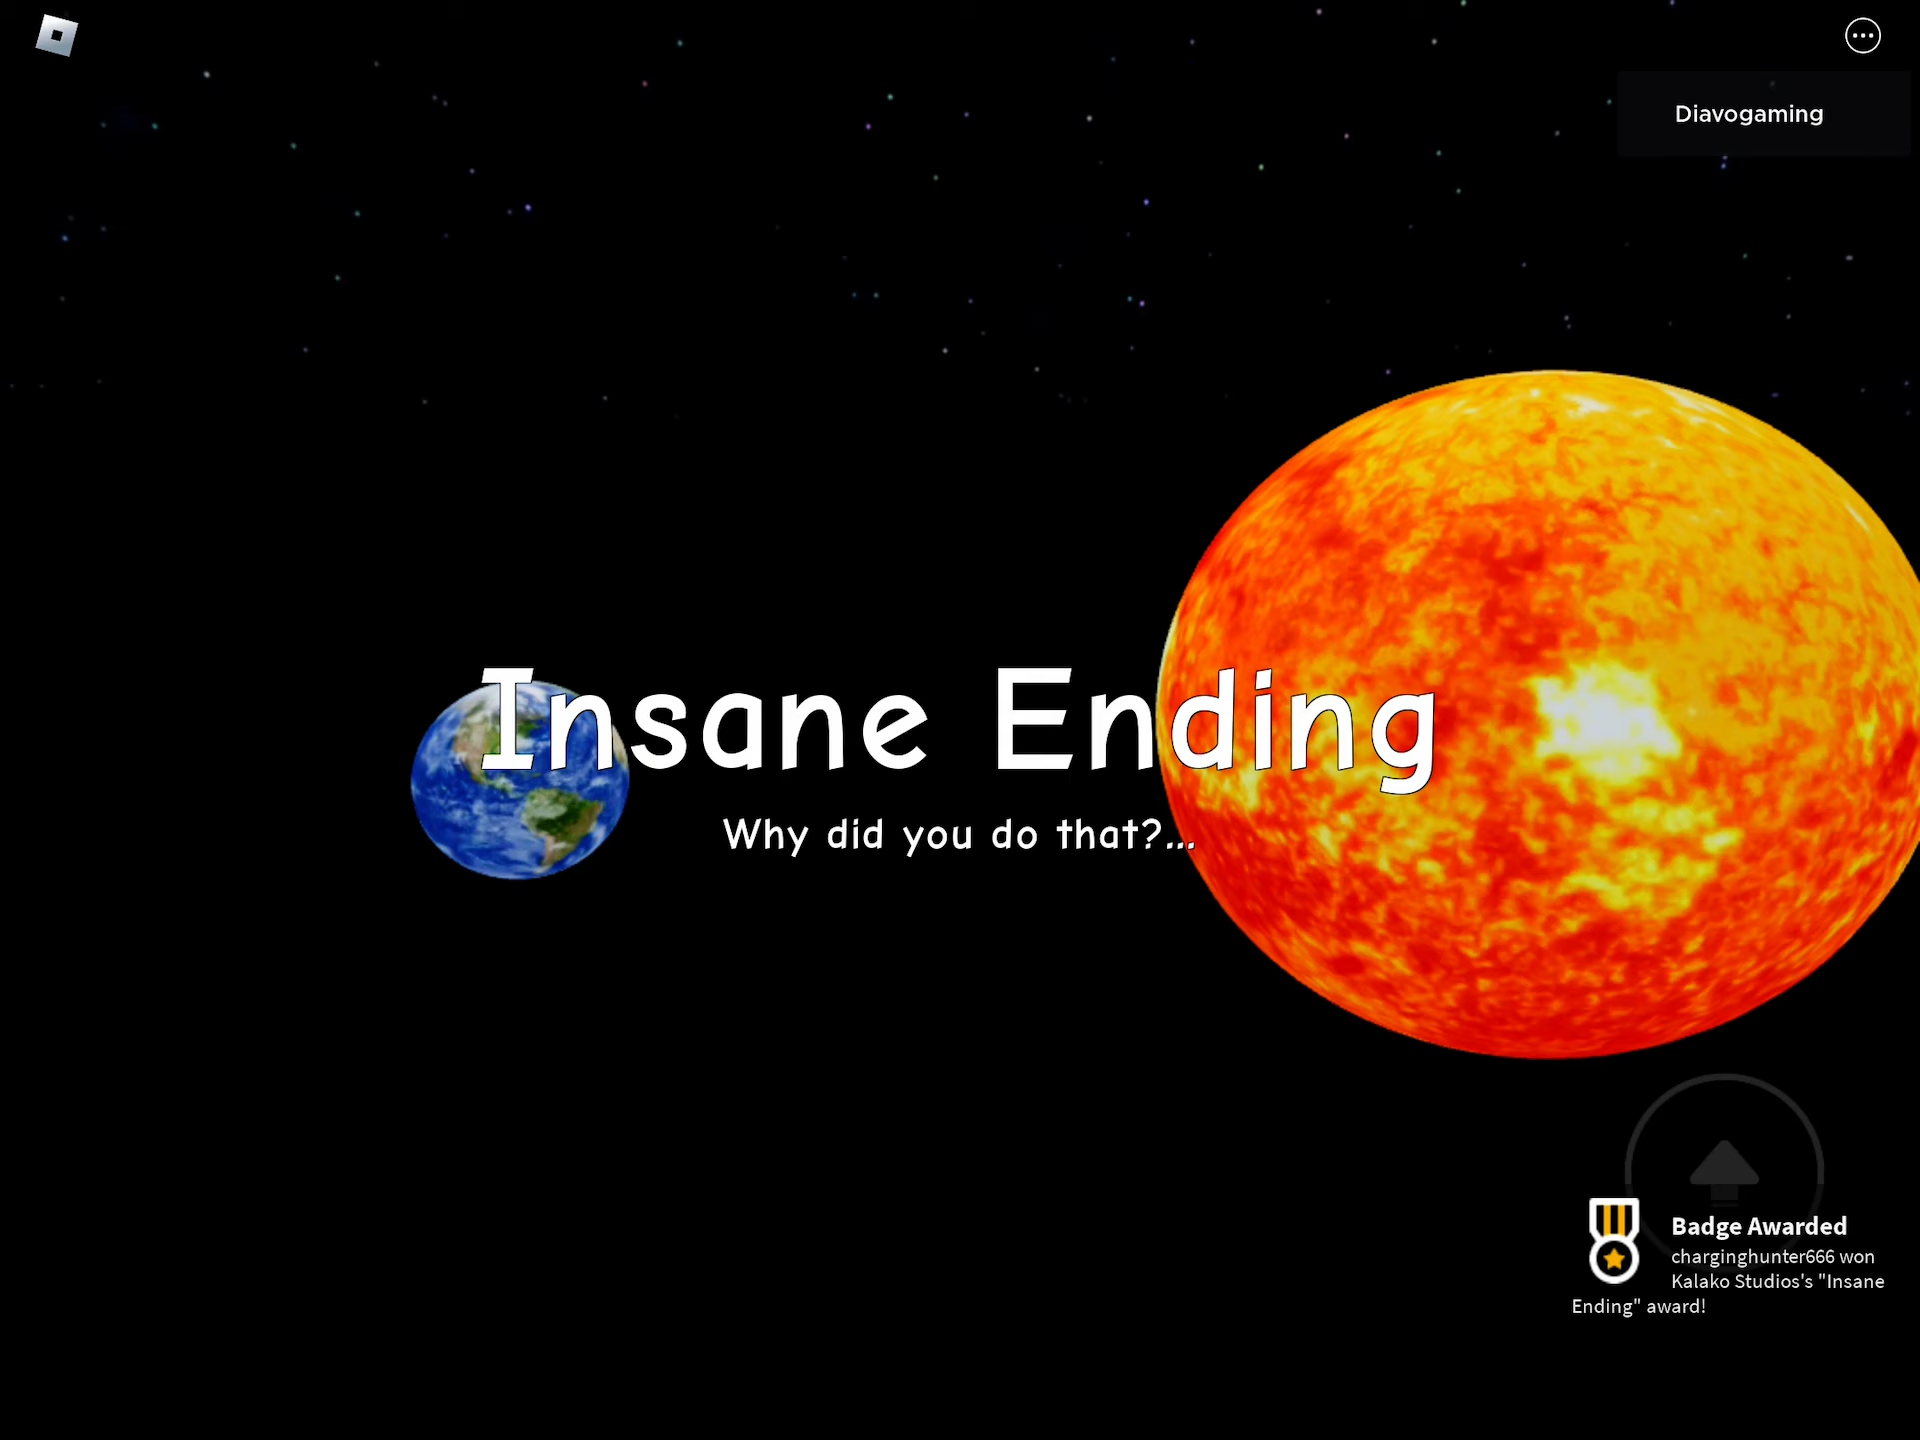 Diavogaming
Insane Ending
Why did you do that?...
Badge Awarded
charginghunter666 won
Kalako Studios's "Insane
Ending" award!